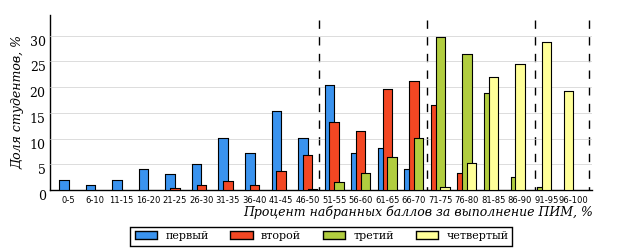 Доля студентов, %
30
25
20
15
10
5
0
0-5 6-10 11-15 16-20 21-25 26-30 31-35 36-40 41-45 46-50 51-55 56-60 61-65 66-70 71-75 76-80 81-85 86-90 91-95 96-100
Процент набранных баллов за выполнение ПИМ, %
первый второй третий четвертый